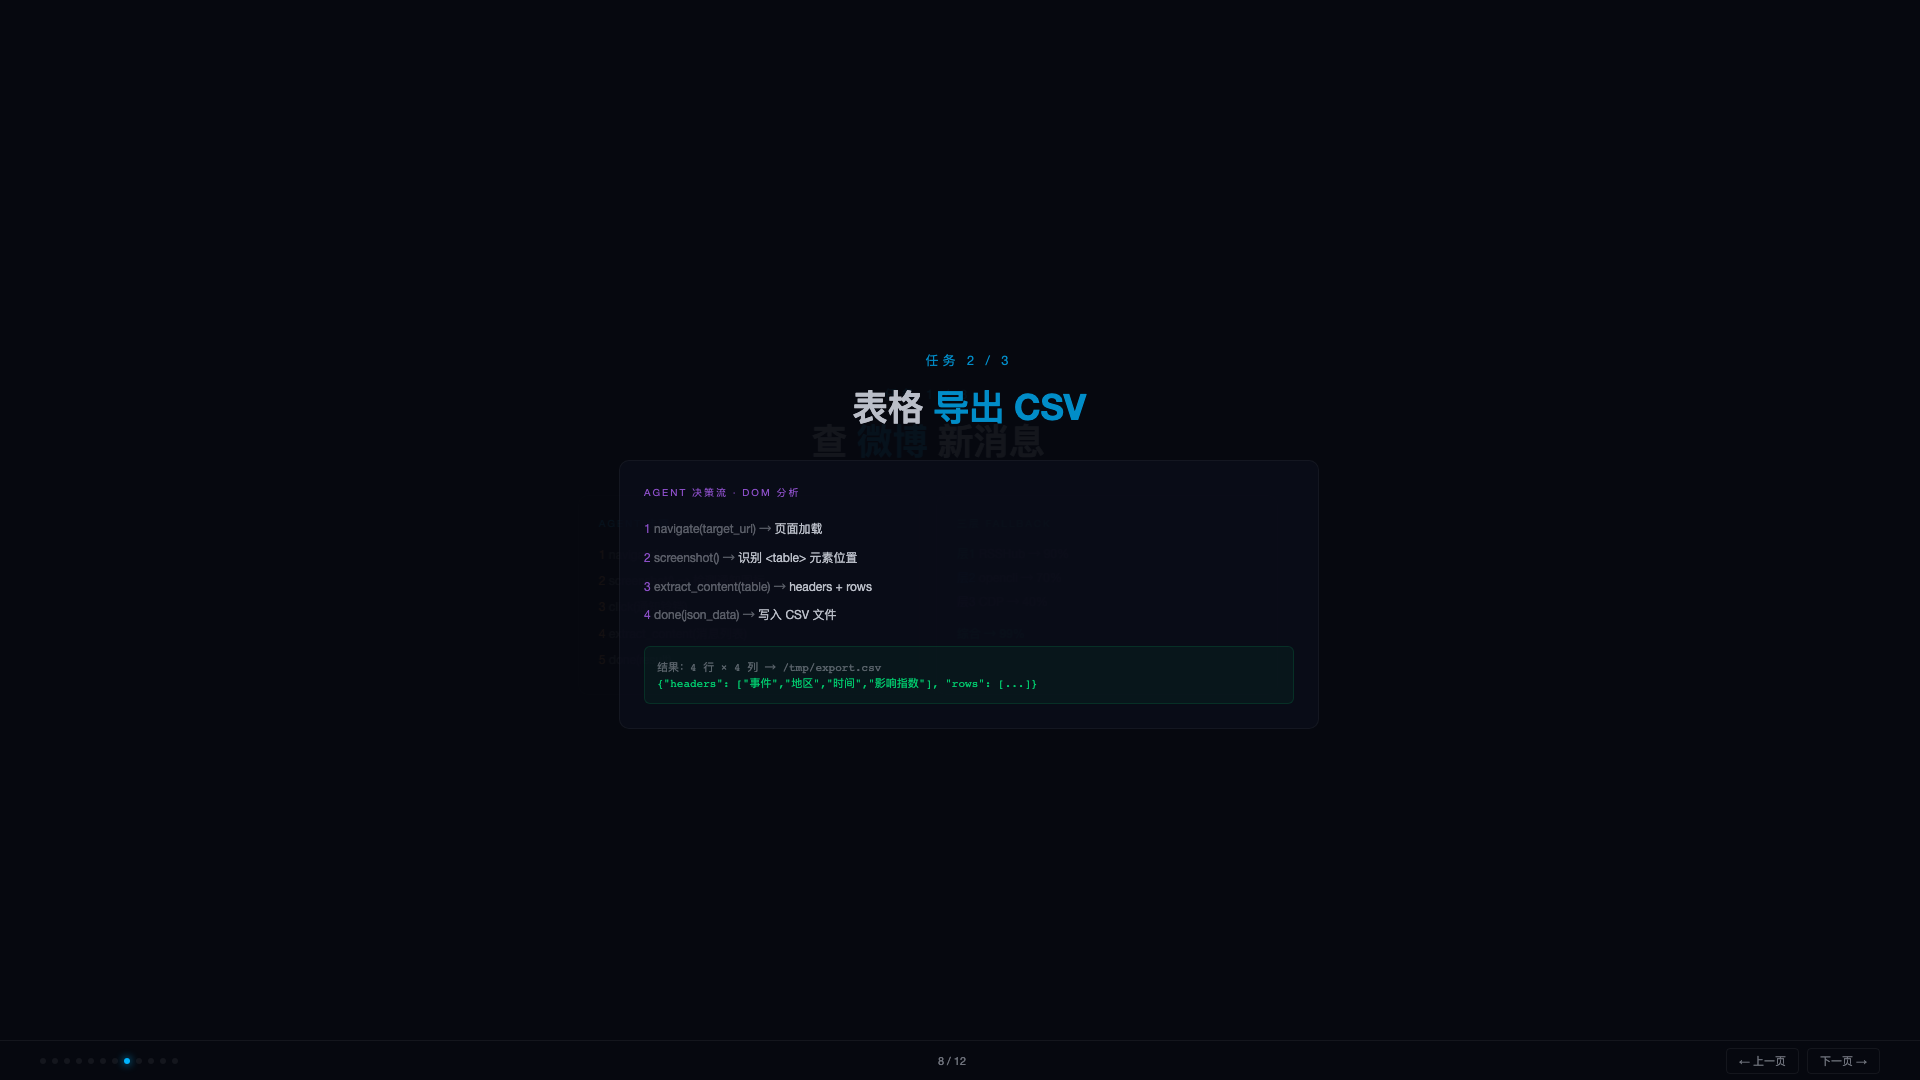 任务 2 / 3
表格 导出 CSV
查 微博 新消息
AGENT 决策流 · DOM 分析
1 navigate(target_url) → 页面加载
2 screenshot() → 识别 <table> 元素位置
3 extract_content(table) → headers + rows
4 done(json_data) → 写入 CSV 文件
结果: 4 行 × 4 列 → /tmp/export.csv
{"headers": ["事件","地区","时间","影响指数"], "rows": [...]}
8 / 12
← 上一页
下一页 →